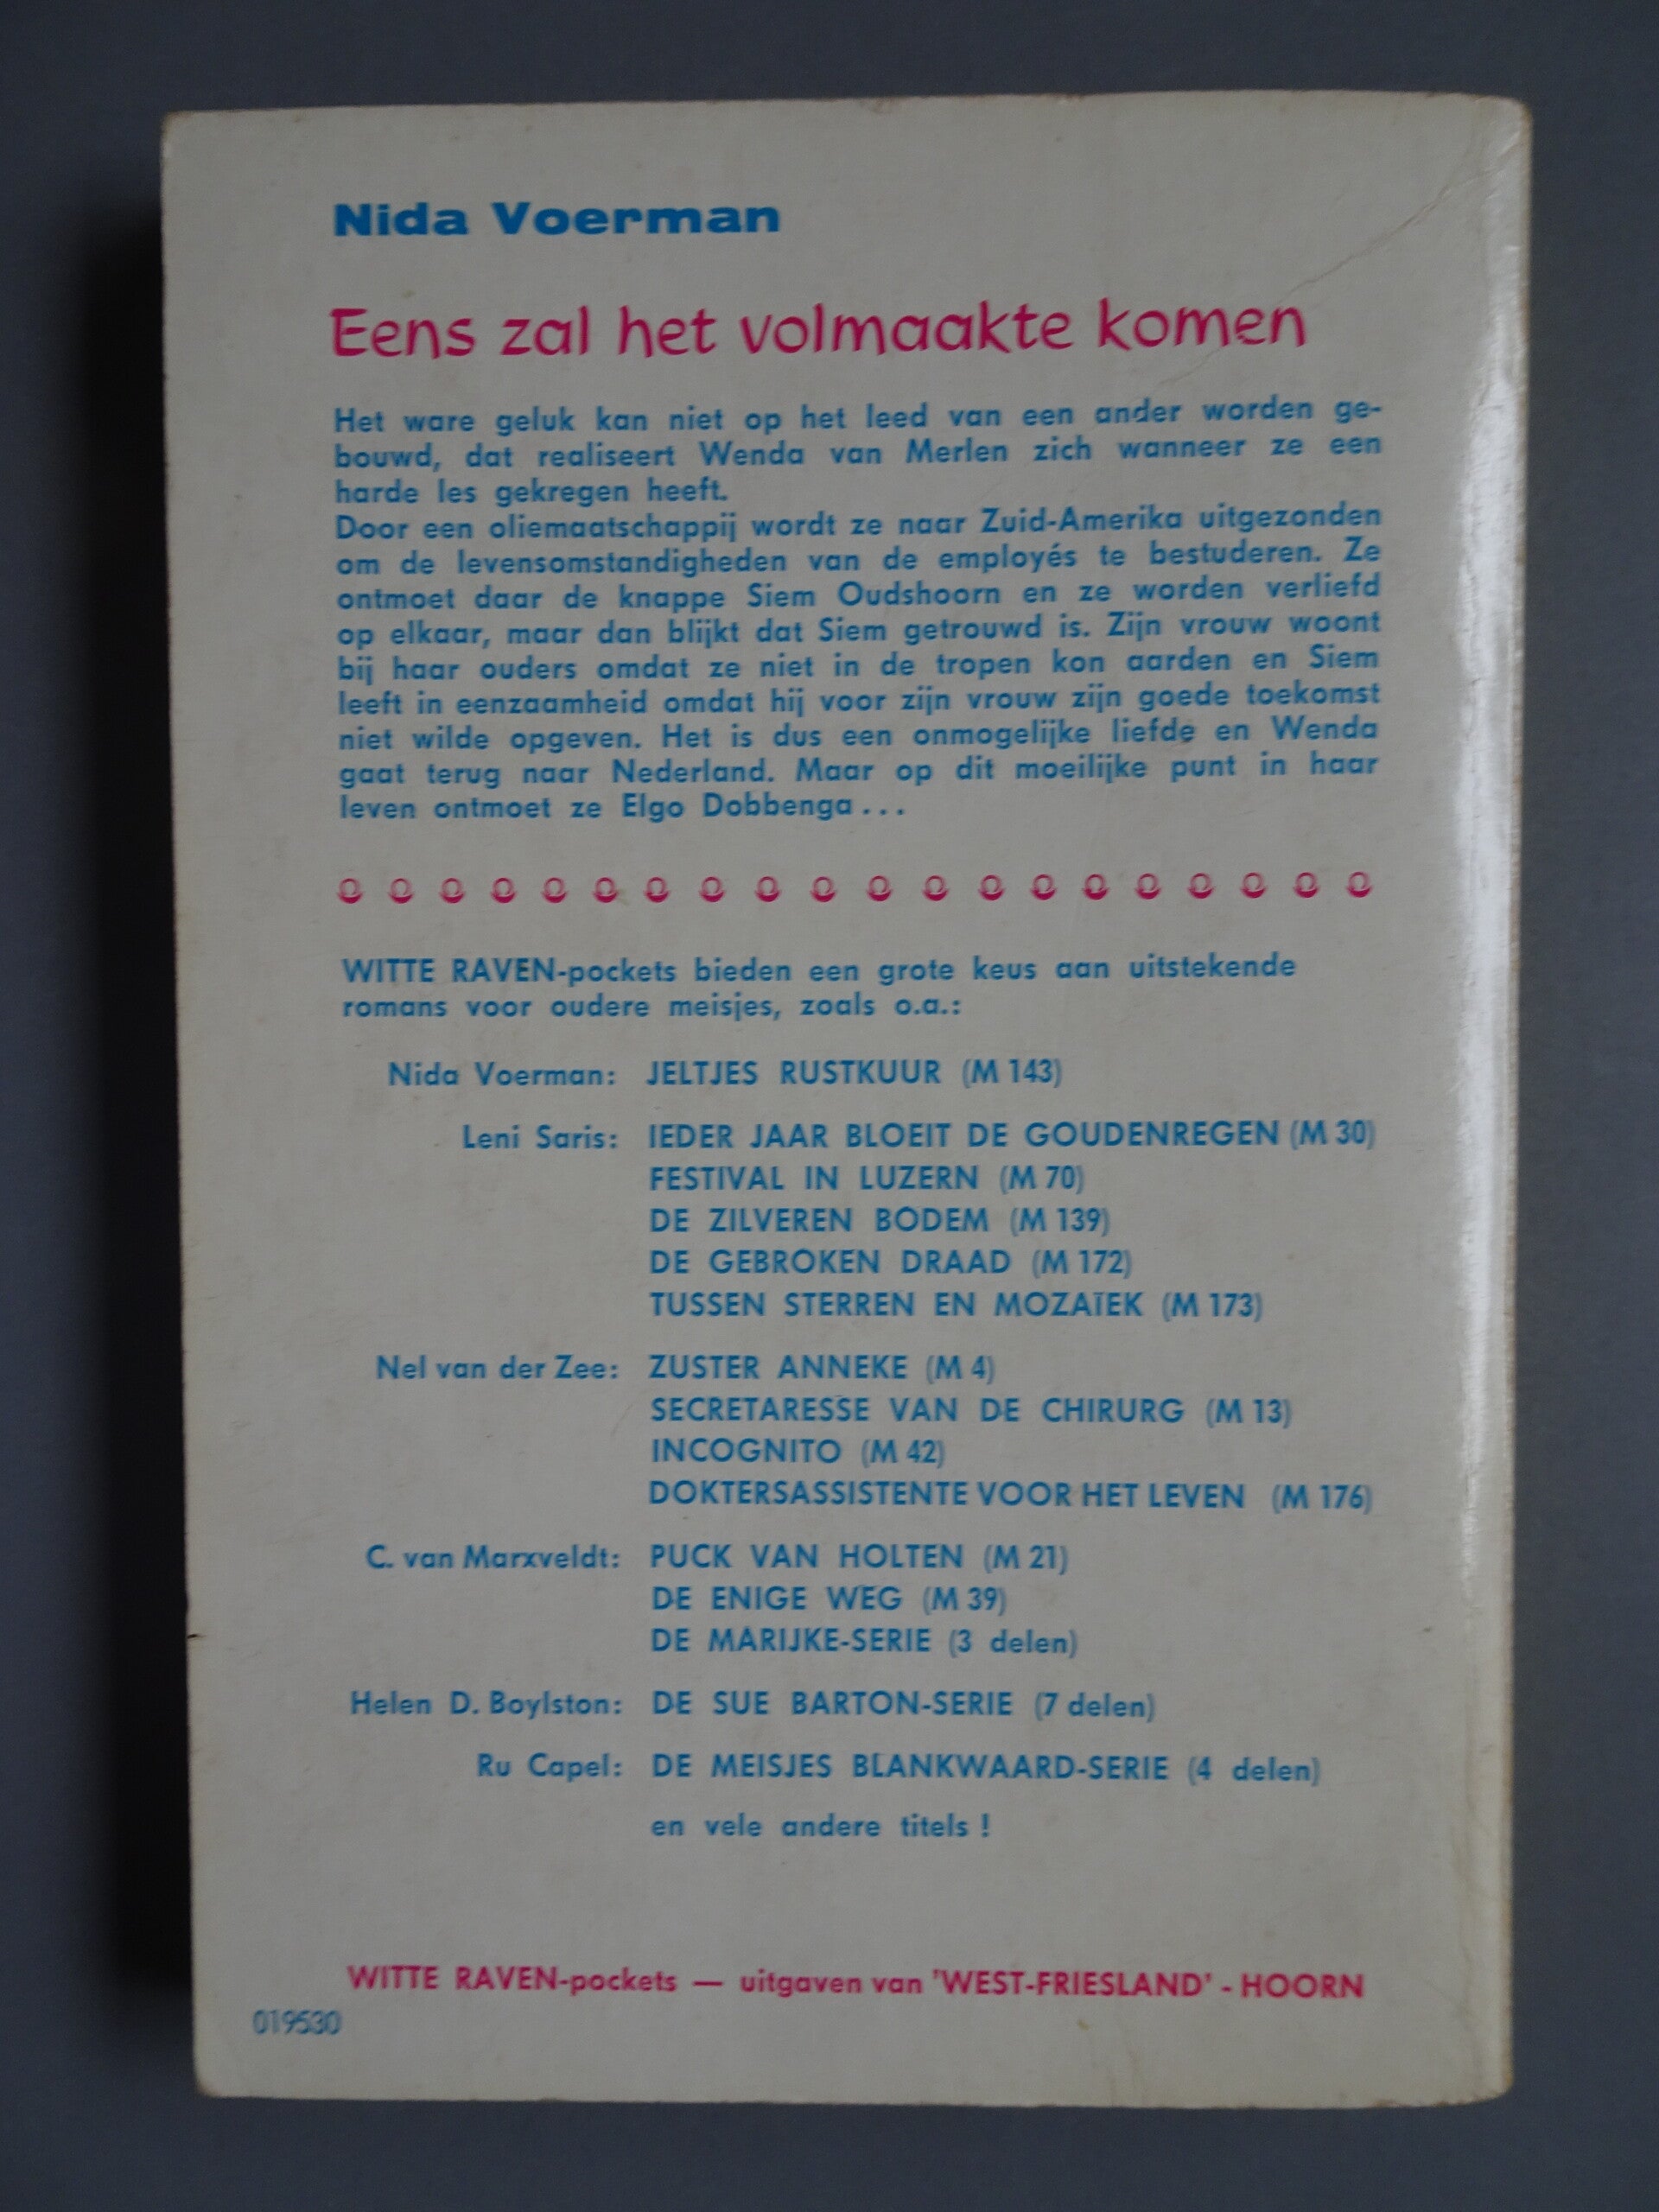 Nida Voerman
Eens zal het volmaakte komen
Het ware geluk kan niet op het leed van een ander worden ge-
bouwd, dat realiseert Wenda van Merlen zich wanneer ze een
harde les gekregen heeft.
Door een oliemaatschappij wordt ze naar Zuid-Amerika uitgezonden
om de levensomstandigheden van de employés te bestuderen. Ze
ontmoet daar de knappe Siem Oudshoorn en ze worden verliefd
op elkaar, maar dan blijkt dat Siem getrouwd is. Zijn vrouw woont
bij haar ouders omdat ze niet in de tropen kon aarden en Siem
leeft in eenzaamheid omdat hij voor zijn vrouw zijn goede toekomst
niet wilde opgeven. Het is dus een onmogelijke liefde en Wenda
gaat terug naar Nederland. Maar op dit moeilijke punt in haar
leven ontmoet ze Elgo Dobbenga...
WITTE RAVEN-pockets bieden een grote keus aan uitstekende
romans voor oudere meisjes, zoals o.a.:
Nida Voerman: JELTJES RUSTKUUR (M 143)
Leni Saris: IEDER JAAR BLOEIT DE GOUDENREGEN (M 30)
FESTIVAL IN LUZERN (M 70)
DE ZILVEREN BODEM (M 139)
DE GEBROKEN DRAAD (M 172)
TUSSEN STERREN EN MOZAÏEK (M 173)
Nel van der Zee: ZUSTER ANNEKE (M 4)
SECRETARESSE VAN DE CHIRURG (M 13)
INCOGNITO (M 42)
DOKTERSASSISTENTE VOOR HET LEVEN (M 176)
C. van Marxveldt: PUCK VAN HOLTEN (M 21)
DE ENIGE WEG (M 39)
DE MARIJKE-SERIE (3 delen)
Helen D. Boylston: DE SUE BARTON-SERIE (7 delen)
Ru Capel: DE MEISJES BLANKWAARD-SERIE (4 delen)
en vele andere titels !
WITTE RAVEN-pockets — uitgaven van 'WEST-FRIESLAND' - HOORN
019530